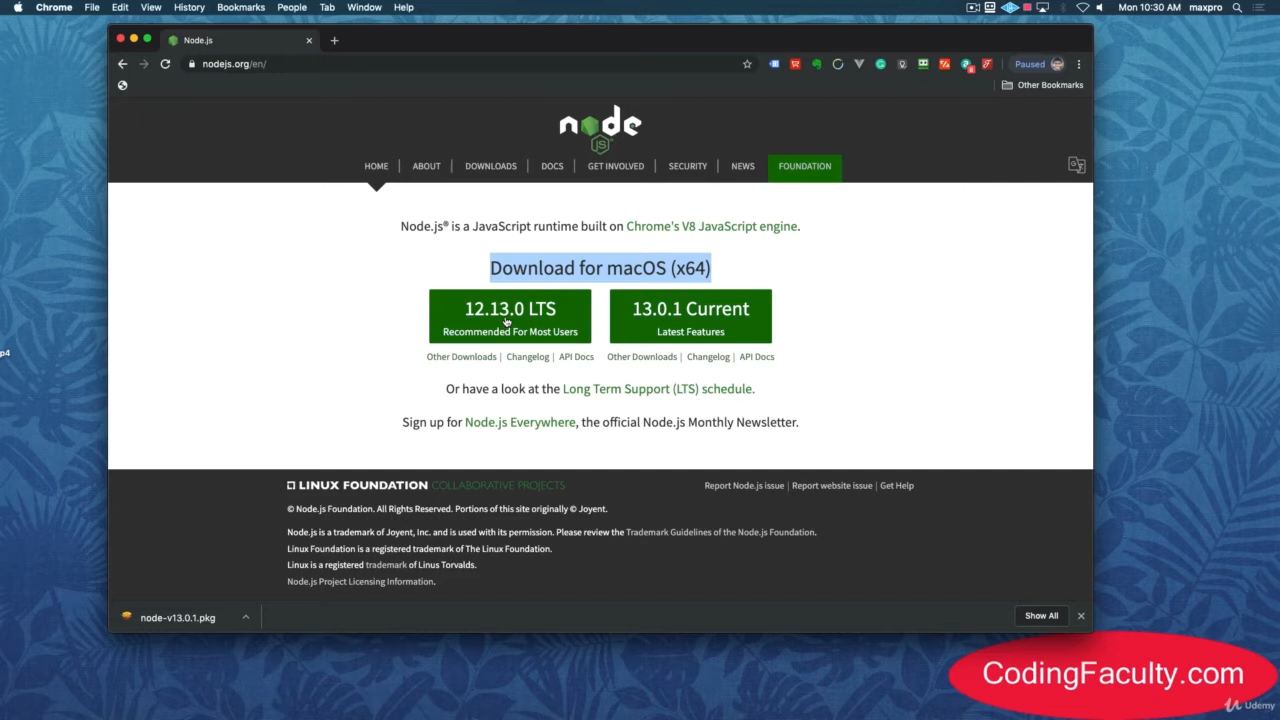 Chrome File Edit View History Bookmarks People Tab Window Help
Mon 10:30 AM maxpro
Node.js
nodejs.org/en/
Paused
Other Bookmarks
node
JS
HOME ABOUT DOWNLOADS DOCS GET INVOLVED SECURITY NEWS FOUNDATION
Node.js® is a JavaScript runtime built on Chrome's V8 JavaScript engine.
Download for macOS (x64)
12.13.0 LTS
Recommended For Most Users
13.0.1 Current
Latest Features
Other Downloads | Changelog | API Docs
Other Downloads | Changelog | API Docs
Or have a look at the Long Term Support (LTS) schedule.
Sign up for Node.js Everywhere, the official Node.js Monthly Newsletter.
LINUX FOUNDATION COLLABORATIVE PROJECTS
Report Node.js issue | Report website issue | Get Help
© Node.js Foundation. All Rights Reserved. Portions of this site originally © Joyent.
Node.js is a trademark of Joyent, Inc. and is used with its permission. Please review the Trademark Guidelines of the Node.js Foundation.
Linux Foundation is a registered trademark of The Linux Foundation.
Linux is a registered trademark of Linus Torvalds.
Node.js Project Licensing Information.
node-v13.0.1.pkg
Show All
p4
CodingFaculty.com
Udemy